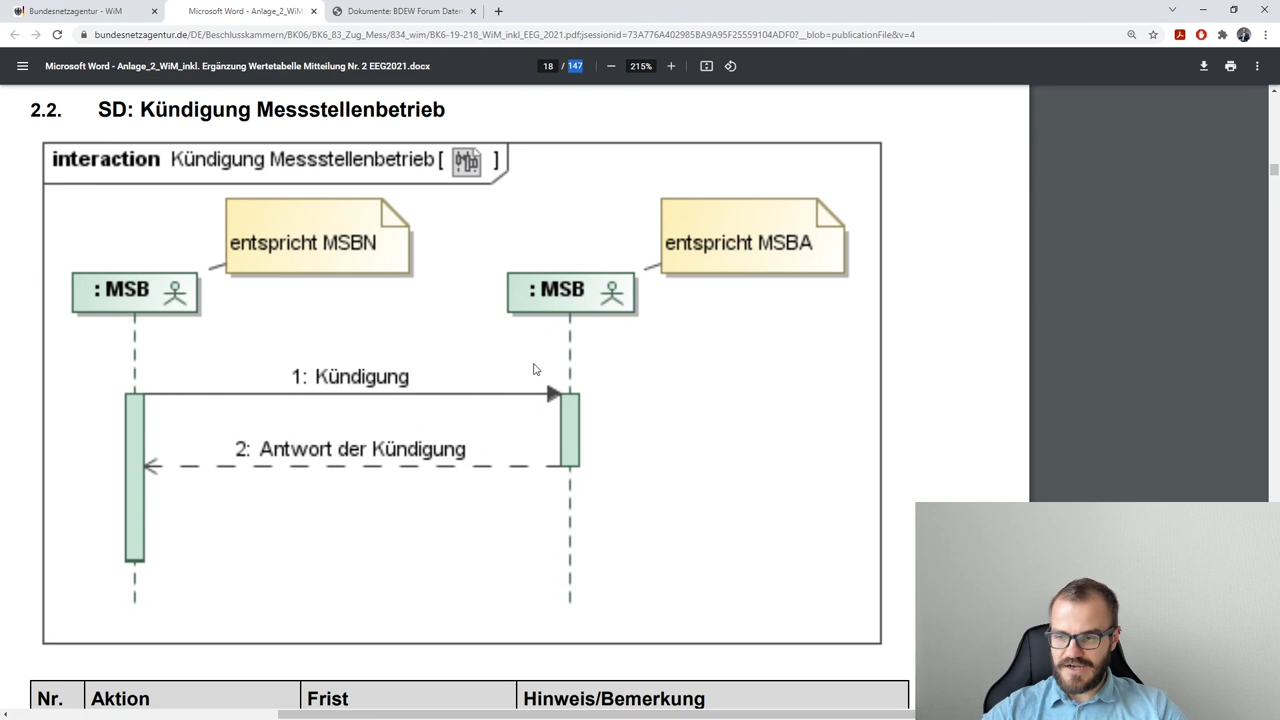 Bundesnetzagentur - WiM
Microsoft Word - Anlage_2_WiM
Dokumente: BDEW Forum Daten
bundesnetzagentur.de/DE/Beschlusskammern/BK06/BK6_83_Zug_Mess/834_wim/BK6-19-218_WiM_inkl_EEG_2021.pdf;jsessionid=73A776A402985BA9A95F25559104ADF0?__blob=publicationFile&v=4
Microsoft Word - Anlage_2_WiM_inkl. Ergänzung Wertetabelle Mitteilung Nr. 2 EEG2021.docx
18 / 147
215%
2.2. SD: Kündigung Messstellenbetrieb
interaction Kündigung Messstellenbetrieb[ ]
entspricht MSBN
entspricht MSBA
: MSB
: MSB
1: Kündigung
2: Antwort der Kündigung
Nr. Aktion Frist Hinweis/Bemerkung